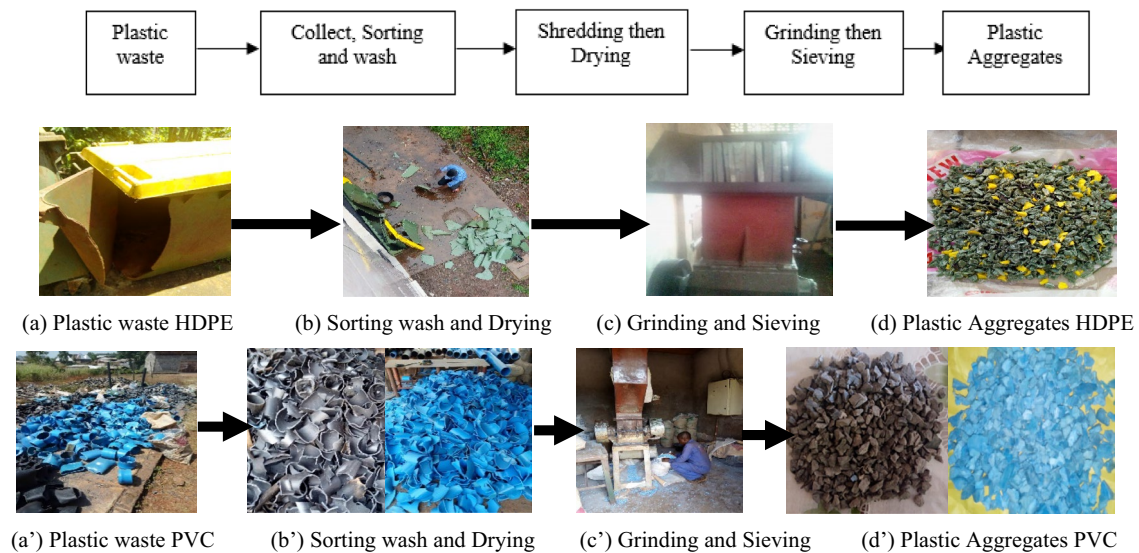 Plastic
waste
Collect, Sorting
and wash
Shredding then
Drying
Grinding then
Sieving
Plastic
Aggregates
NEW
(a) Plastic waste HDPE
(b) Sorting wash and Drying
(c) Grinding and Sieving
(d) Plastic Aggregates HDPE
(a’) Plastic waste PVC
(b’) Sorting wash and Drying
(c’) Grinding and Sieving
(d’) Plastic Aggregates PVC